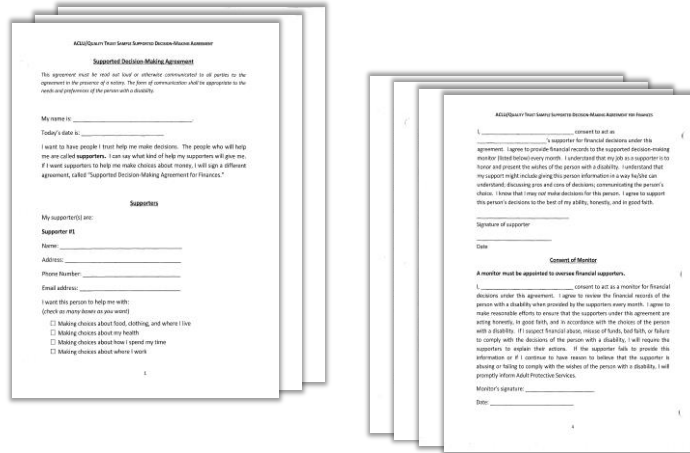 ACLU/QUALITY TRUST SAMPLE SUPPORTED DECISION-MAKING AGREEMENT
Supported Decision-Making Agreement
This agreement must be read out loud or otherwise communicated to all parties to the
agreement in the presence of a notary. The form of communication shall be appropriate to the
needs and preferences of the person with a disability.
My name is: ____________________.
Today's date is: ____________________
I want to have people I trust help me make decisions. The people who will help
me are called supporters. I can say what kind of help my supporters will give me.
If I want supporters to help me make choices about money, I will sign a different
agreement, called "Supported Decision-Making Agreement for Finances."
Supporters
My supporter(s) are:
Supporter #1
Name: ____________________
Address: ____________________
Phone Number: ____________________
Email address: ____________________
I want this person to help me with:
(check as many boxes as you want)
☐ Making choices about food, clothing, and where I live
☐ Making choices about my health
☐ Making choices about how I spend my time
☐ Making choices about where I work
1
ACLU/QUALITY TRUST SAMPLE SUPPORTED DECISION-MAKING AGREEMENT FOR FINANCES
I, ____________________ consent to act as
____________________'s supporter for financial decisions under this
agreement. I agree to provide financial records to the supported decision-making
monitor (listed below) every month. I understand that my job as a supporter is to
honor and present the wishes of the person with a disability. I understand that
my support might include giving this person information in a way he/she can
understand; discussing pros and cons of decisions; communicating the person's
choice. I know that I may not make decisions for this person. I agree to support
this person's decisions to the best of my ability, honestly, and in good faith.
____________________
Signature of supporter
____________________
Date
Consent of Monitor
A monitor must be appointed to oversee financial supporters.
I, ____________________ consent to act as a monitor for financial
decisions under this agreement. I agree to review the financial records of the
person with a disability when provided by the supporters every month. I agree to
make reasonable efforts to ensure that the supporters under this agreement are
acting honestly, in good faith, and in accordance with the choices of the person
with a disability. If I suspect financial abuse, misuse of funds, bad faith, or failure
to comply with the decisions of the person with a disability, I will require the
supporters to explain their actions. If the supporter fails to provide this
information or if I continue to have reason to believe that the supporter is
abusing or failing to comply with the wishes of the person with a disability, I will
promptly inform Adult Protective Services.
Monitor's signature: ____________________
Date: ____________________